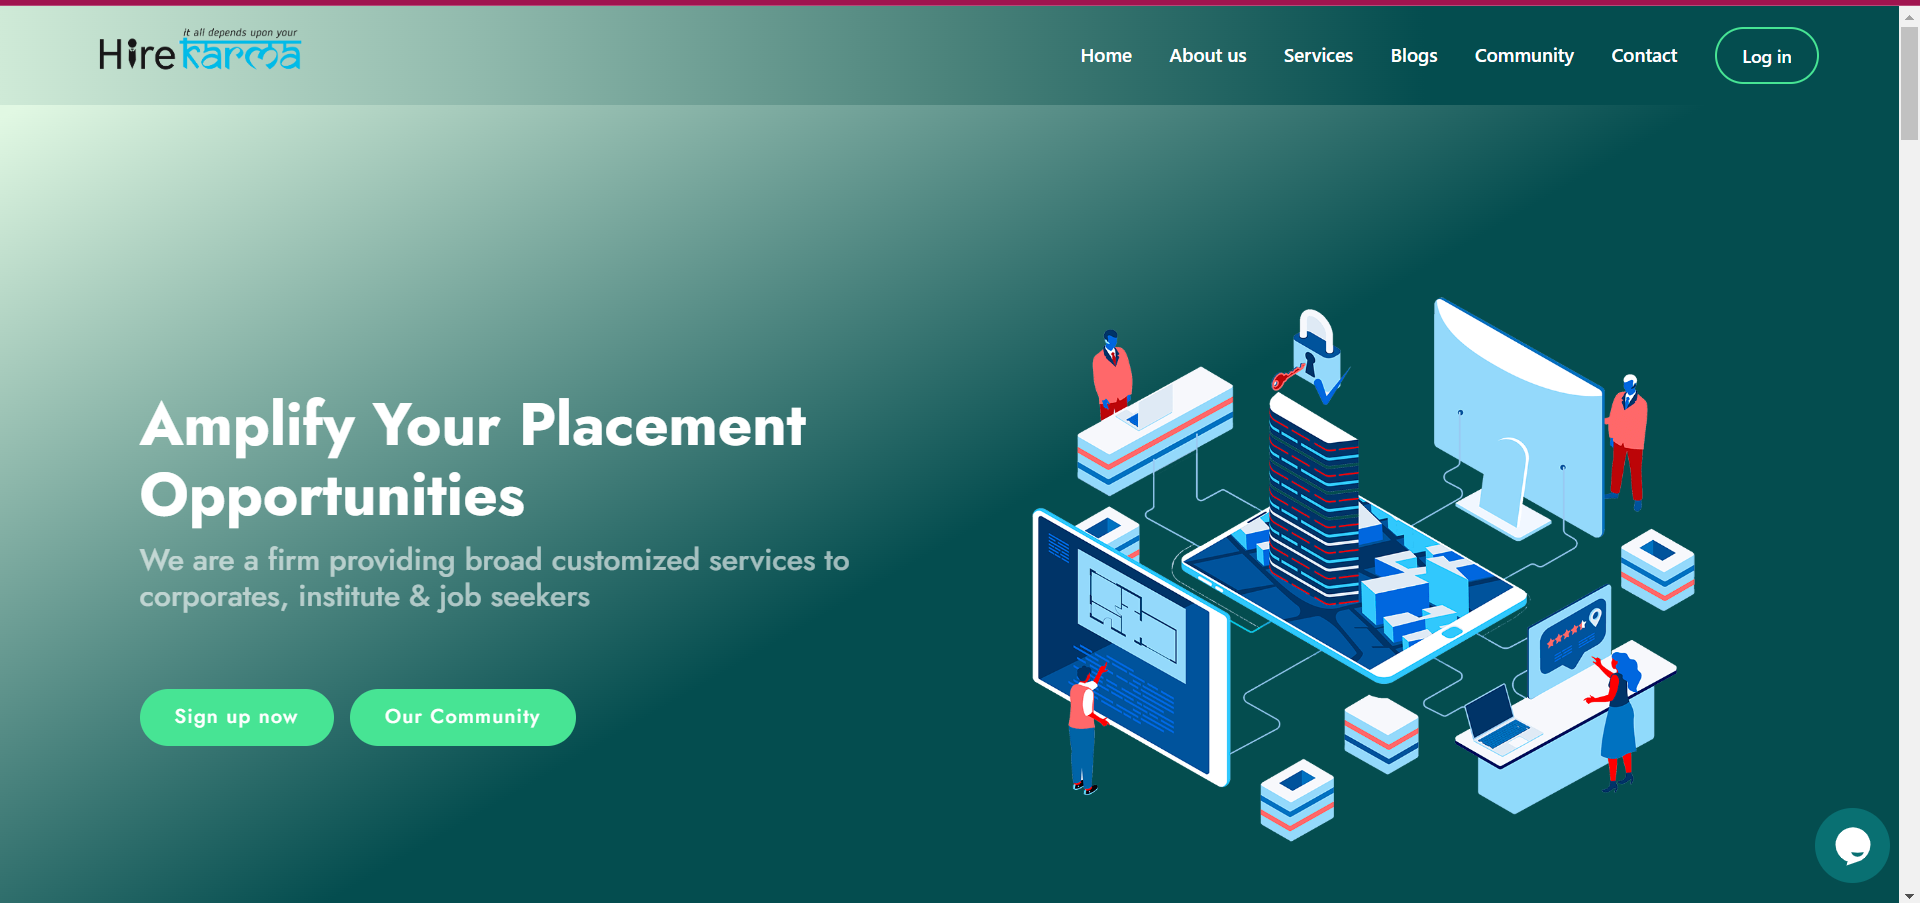 it all depends upon your
Hire karma
Home About us Services Blogs Community Contact Log in
Amplify Your Placement
Opportunities
We are a firm providing broad customized services to
corporates, institute & job seekers
Sign up now Our Community